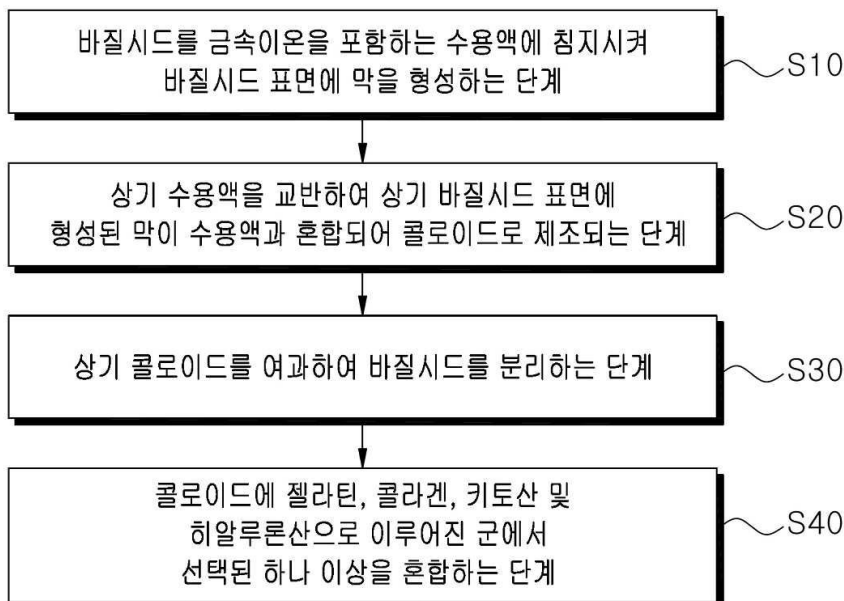 바질시드를 금속이온을 포함하는 수용액에 침지시켜
바질시드 표면에 막을 형성하는 단계
S10
상기 수용액을 교반하여 상기 바질시드 표면에
형성된 막이 수용액과 혼합되어 콜로이드로 제조되는 단계
S20
상기 콜로이드를 여과하여 바질시드를 분리하는 단계
S30
콜로이드에 젤라틴, 콜라겐, 키토산 및
히알루론산으로 이루어진 군에서
선택된 하나 이상을 혼합하는 단계
S40